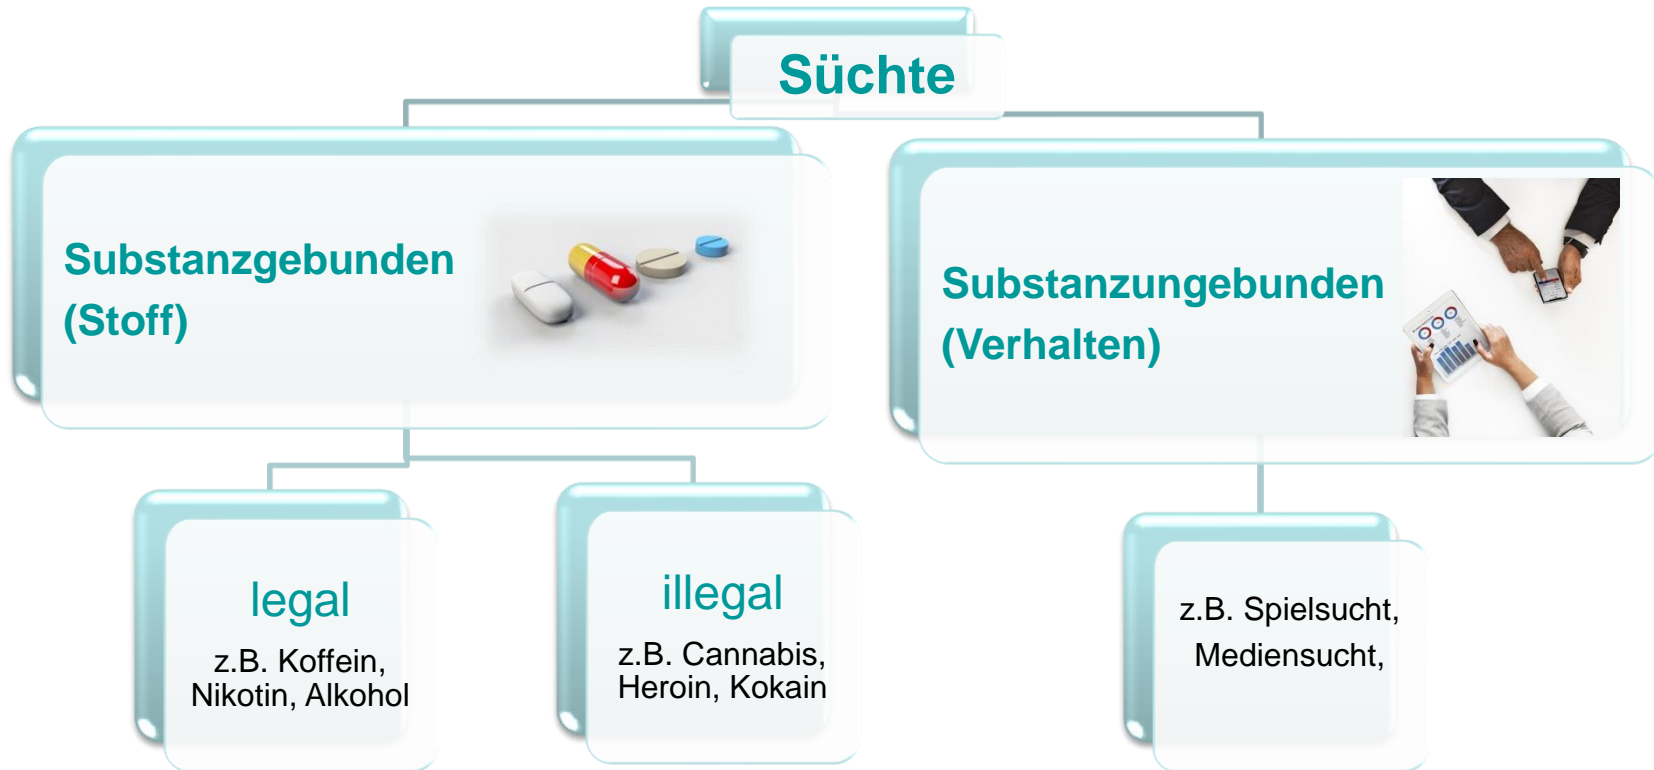 Süchte
Substanzgebunden
(Stoff)
Substanzungebunden
(Verhalten)
legal
z.B. Koffein,
Nikotin, Alkohol
illegal
z.B. Cannabis,
Heroin, Kokain
z.B. Spielsucht,
Mediensucht,